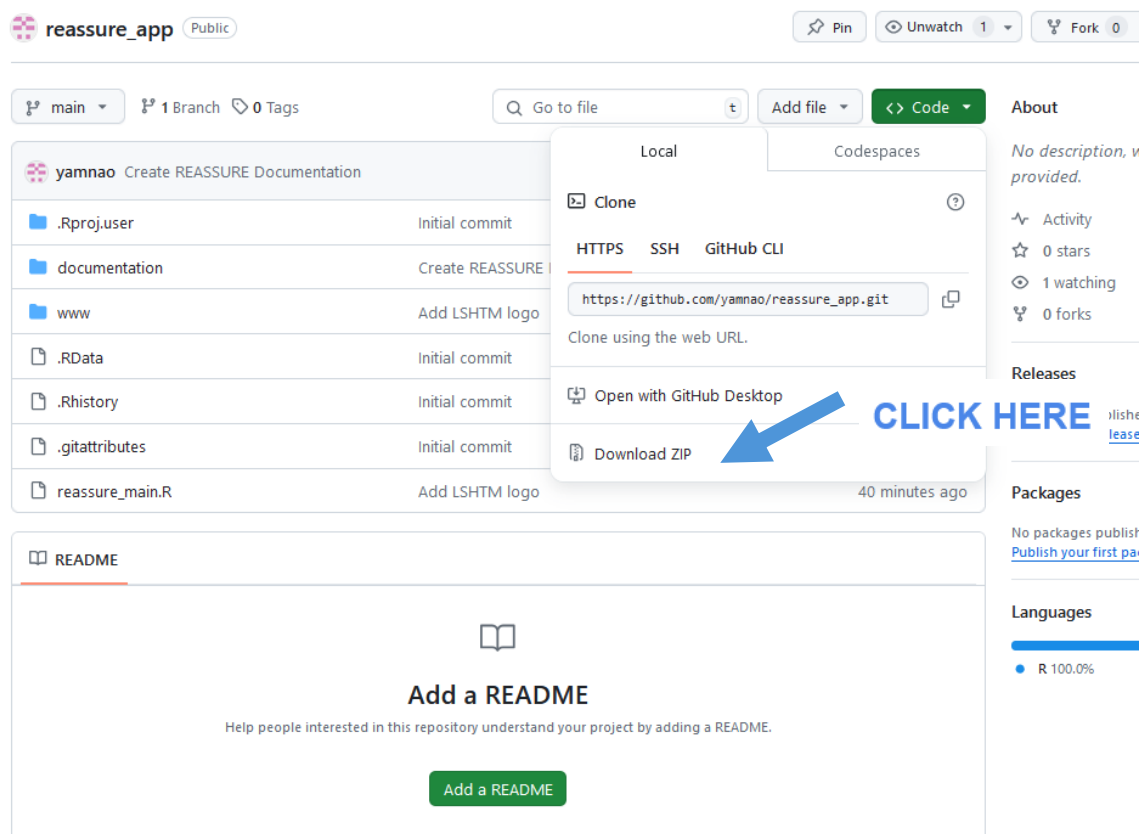 reassure_app Public
Pin
Unwatch 1
Fork 0
main
1 Branch
0 Tags
Go to file t
Add file
<> Code
About
No description,
provided.
Activity
0 stars
1 watching
0 forks
Releases
Packages
No packages
Publish your first
Languages
R 100.0%
yamnao Create REASSURE Documentation
.Rproj.user Initial commit
documentation Create REASSURE
www Add LSHTM logo
.RData Initial commit
.Rhistory Initial commit
.gitattributes Initial commit
reassure_main.R Add LSHTM logo 40 minutes ago
Local Codespaces
Clone
HTTPS SSH GitHub CLI
https://github.com/yamnao/reassure_app.git
Clone using the web URL.
Open with GitHub Desktop
Download ZIP
CLICK HERE
README
Add a README
Help people interested in this repository understand your project by adding a README.
Add a README